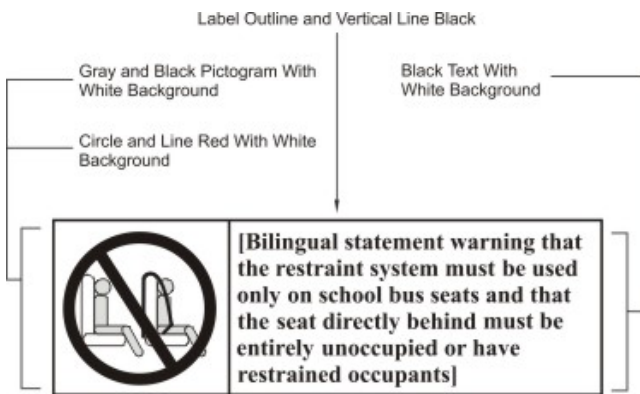 Label Outline and Vertical Line Black
Gray and Black Pictogram With
White Background
Black Text With
White Background
Circle and Line Red With White
Background
[Bilingual statement warning that
the restraint system must be used
only on school bus seats and that
the seat directly behind must be
entirely unoccupied or have
restrained occupants]